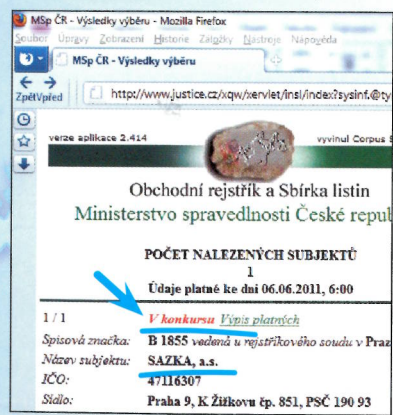 MSp ČR - Výsledky výběru - Mozilla Firefox
Soubor Úpravy Zobrazení Historie Záložky Nástroje Nápověda
MSp ČR - Výsledky výběru
Zpět Vpřed http://www.justice.cz/xqw/xervlet/insl/index?sysinf.@ty
verze aplikace 2.414 vyvinul Corpus S
Obchodní rejstřík a Sbírka listin
Ministerstvo spravedlnosti České repub
POČET NALEZENÝCH SUBJEKTŮ
1
Údaje platné ke dni 06.06.2011, 6:00
1 / 1 V konkursu Výpis platných
Spisová značka: B 1855 vedená u rejstříkového soudu v Praz
Název subjektu: SAZKA, a.s.
IČO: 47116307
Sídlo: Praha 9, K Žižkovu čp. 851, PSČ 190 93